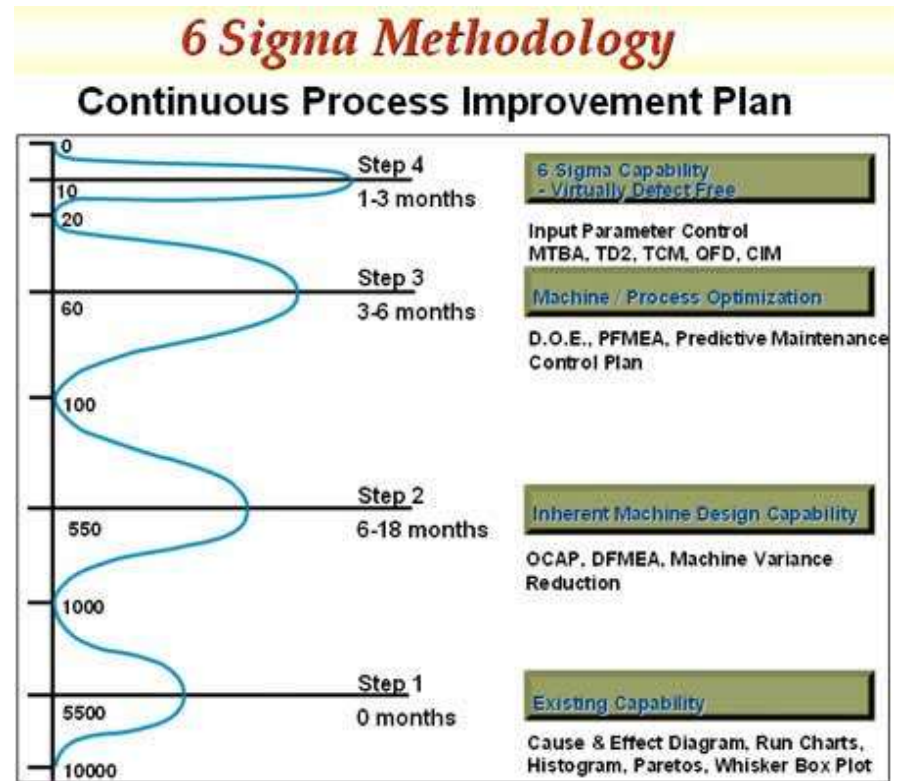 6 Sigma Methodology
Continuous Process Improvement Plan
0
10
20
60
100
550
1000
5500
10000
Step 4
1-3 months
Step 3
3-6 months
Step 2
6-18 months
Step 1
0 months
6 Sigma Capability
- Virtually Defect Free
Input Parameter Control
MTBA, TD2, TCM, QFD, CIM
Machine / Process Optimization
D.O.E., PFMEA, Predictive Maintenance
Control Plan
Inherent Machine Design Capability
OCAP, DFMEA, Machine Variance
Reduction
Existing Capability
Cause & Effect Diagram, Run Charts,
Histogram, Paretos, Whisker Box Plot